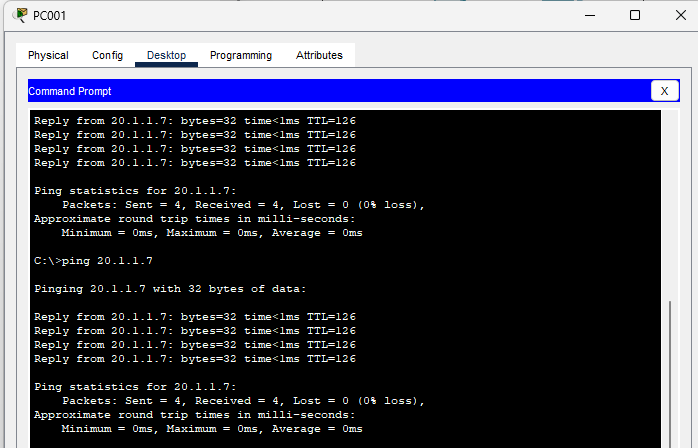 PC001
Physical Config Desktop Programming Attributes
Command Prompt X
Reply from 20.1.1.7: bytes=32 time<1ms TTL=126
Reply from 20.1.1.7: bytes=32 time<1ms TTL=126
Reply from 20.1.1.7: bytes=32 time<1ms TTL=126
Reply from 20.1.1.7: bytes=32 time<1ms TTL=126
Ping statistics for 20.1.1.7:
Packets: Sent = 4, Received = 4, Lost = 0 (0% loss),
Approximate round trip times in milli-seconds:
Minimum = 0ms, Maximum = 0ms, Average = 0ms
C:\>ping 20.1.1.7
Pinging 20.1.1.7 with 32 bytes of data:
Reply from 20.1.1.7: bytes=32 time<1ms TTL=126
Reply from 20.1.1.7: bytes=32 time<1ms TTL=126
Reply from 20.1.1.7: bytes=32 time<1ms TTL=126
Reply from 20.1.1.7: bytes=32 time<1ms TTL=126
Ping statistics for 20.1.1.7:
Packets: Sent = 4, Received = 4, Lost = 0 (0% loss),
Approximate round trip times in milli-seconds:
Minimum = 0ms, Maximum = 0ms, Average = 0ms